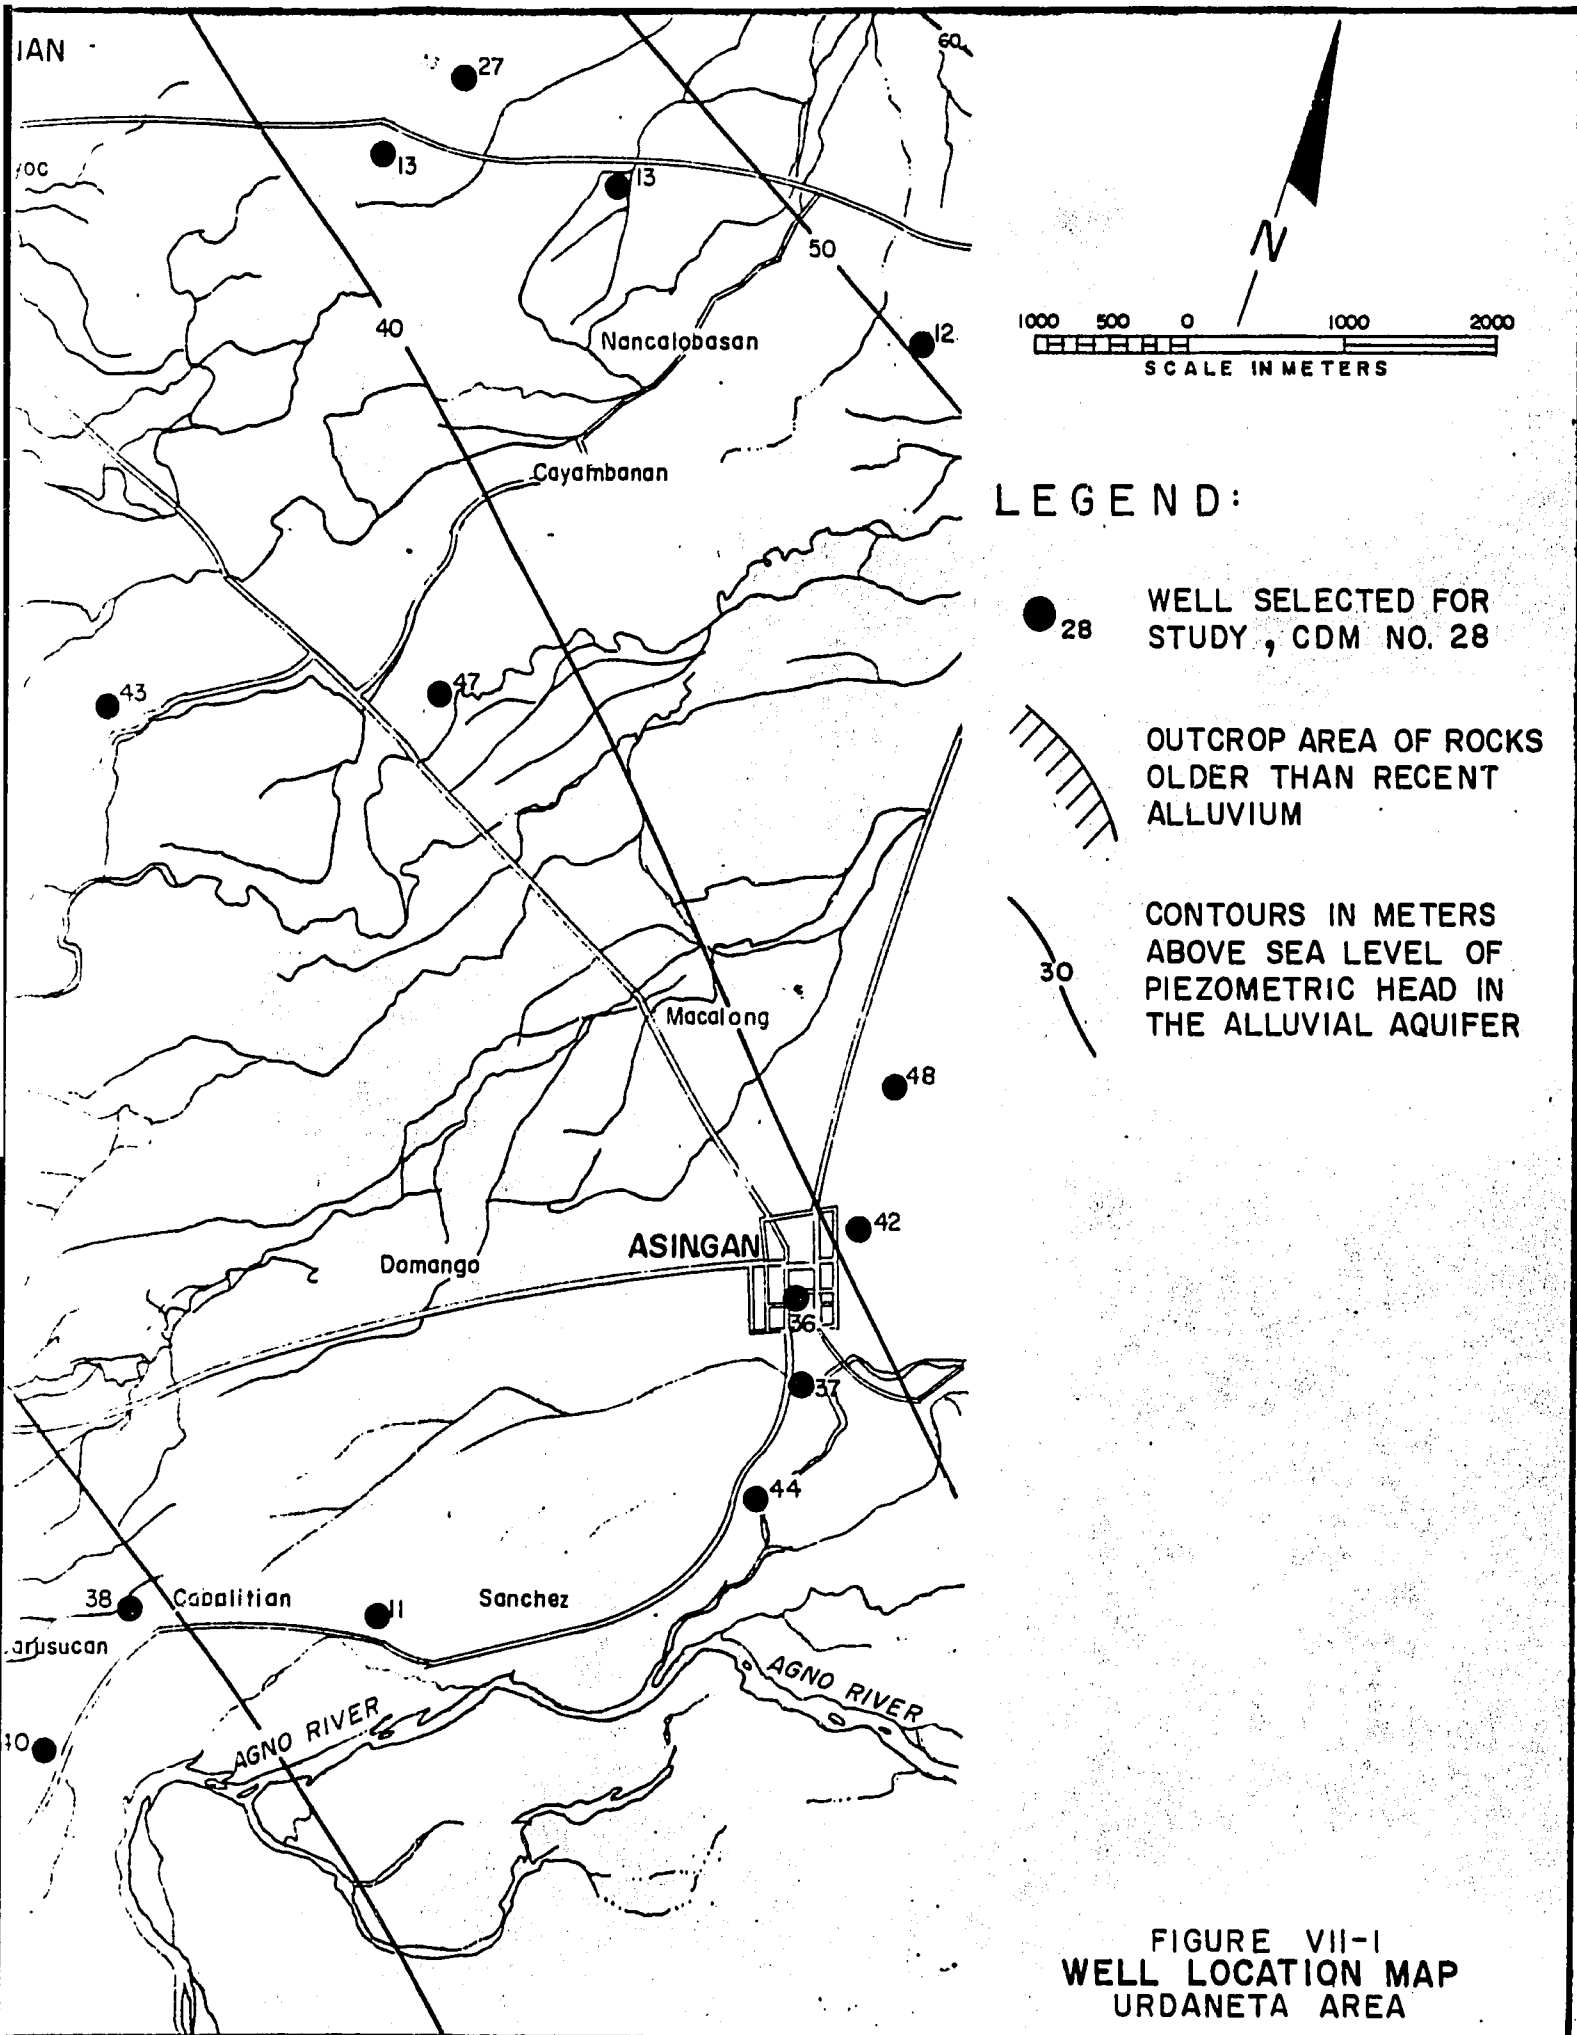 IAN
27
60
13
13
50
40
Nancalobasan
12
Cayambanan
43
47
Macalong
48
42
ASINGAN
Domango
36
37
44
38
Cabalitian
11
Sanchez
arusucan
AGNO RIVER
AGNO RIVER
N
1000 500 0 1000 2000
SCALE IN METERS
LEGEND:
28
WELL SELECTED FOR
STUDY, CDM NO. 28
OUTCROP AREA OF ROCKS
OLDER THAN RECENT
ALLUVIUM
30
CONTOURS IN METERS
ABOVE SEA LEVEL OF
PIEZOMETRIC HEAD IN
THE ALLUVIAL AQUIFER
FIGURE VII-I
WELL LOCATION MAP
URDANETA AREA